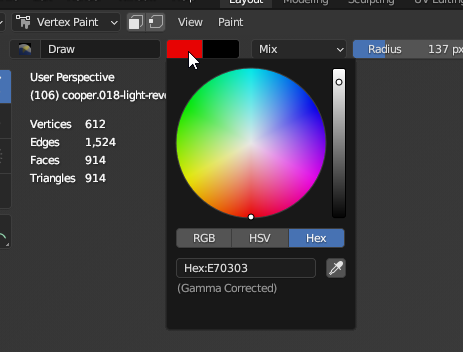 Layout Modeling Sculpting UV Editing
Vertex Paint View Paint
Draw Mix Radius 137 px
User Perspective
(106) cooper.018-light-reve
Vertices 612
Edges 1,524
Faces 914
Triangles 914
RGB HSV Hex
Hex:E70303
(Gamma Corrected)